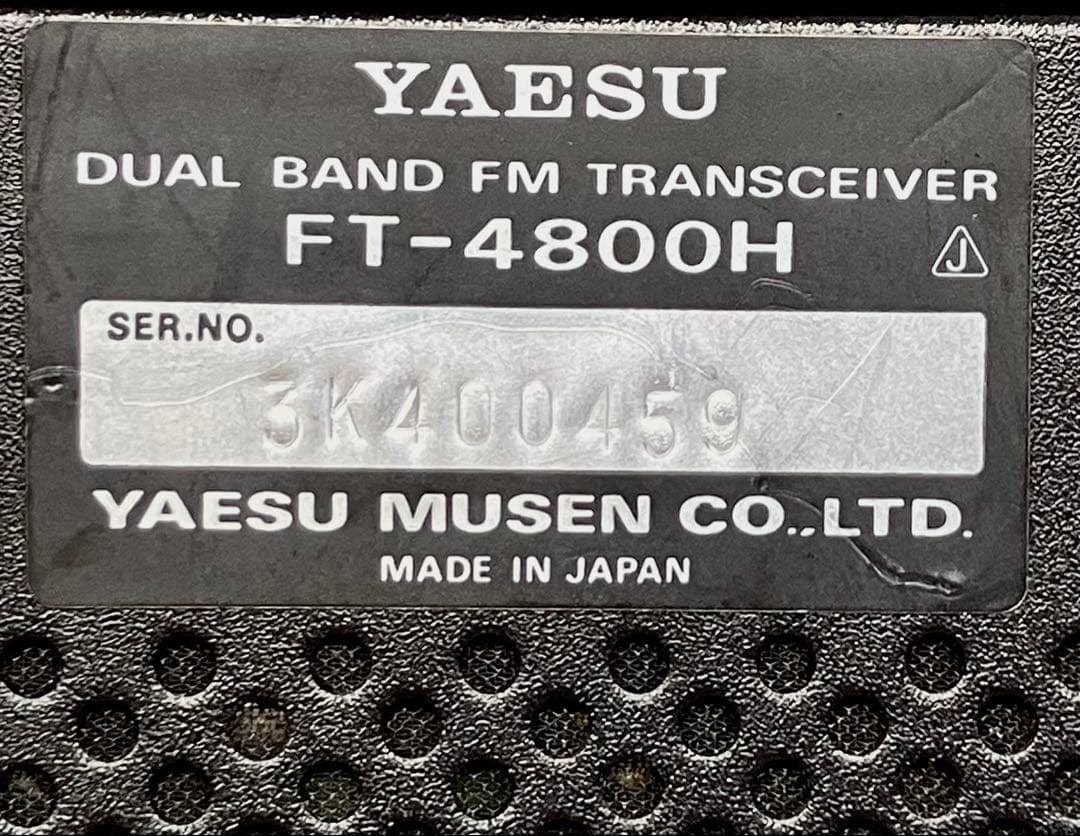 YAESU
DUAL BAND FM TRANSCEIVER
FT-4800H
J
SER.NO.
3K400459
YAESU MUSEN CO.,LTD.
MADE IN JAPAN